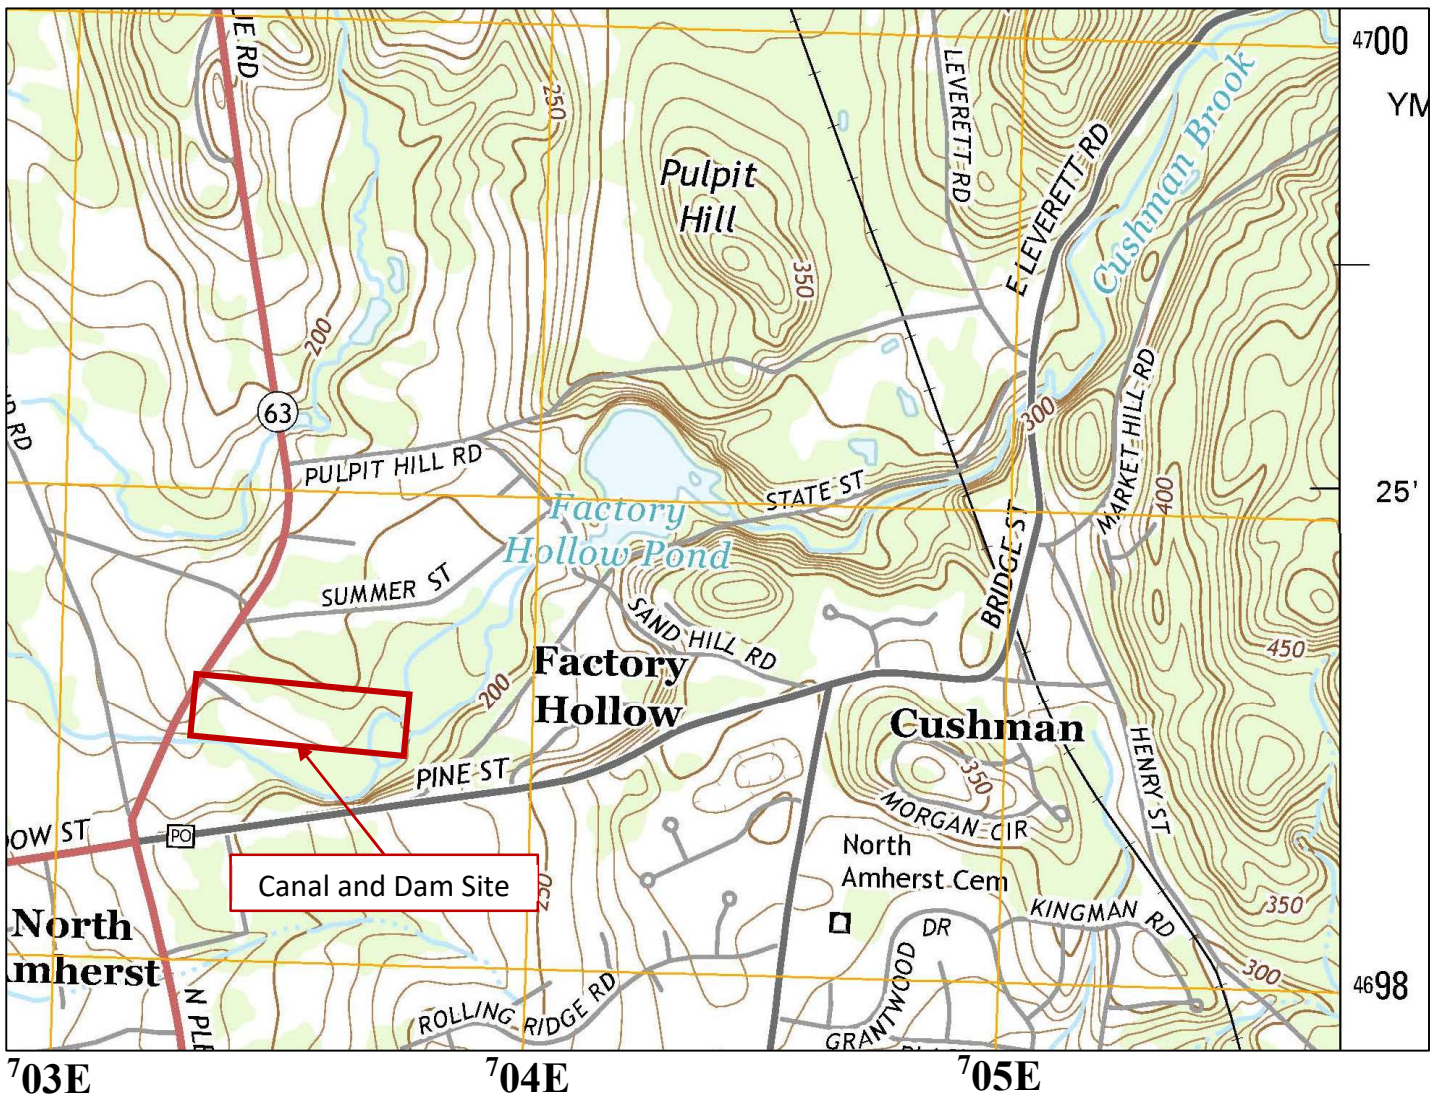 IE RD
LEVERETT RD
Cushman Brook
4700
YM
250
E LEVERETT RD
Pulpit
Hill
350
200
63
RD
PULPIT HILL RD
300
MARKET HILL RD
400
STATE ST
25'
Factory
Hollow Pond
SUMMER ST
BRIDGE ST
SAND HILL RD
450
Factory
Hollow
200
Cushman
PINE ST
350
HENRY ST
MORGAN CIR
OW ST
PO
North
Amherst Cem
Canal and Dam Site
250
350
North
mherst
DR
KINGMAN RD
GRANTWOOD
300
4698
N PLE
ROLLING RIDGE RD
703E
704E
705E